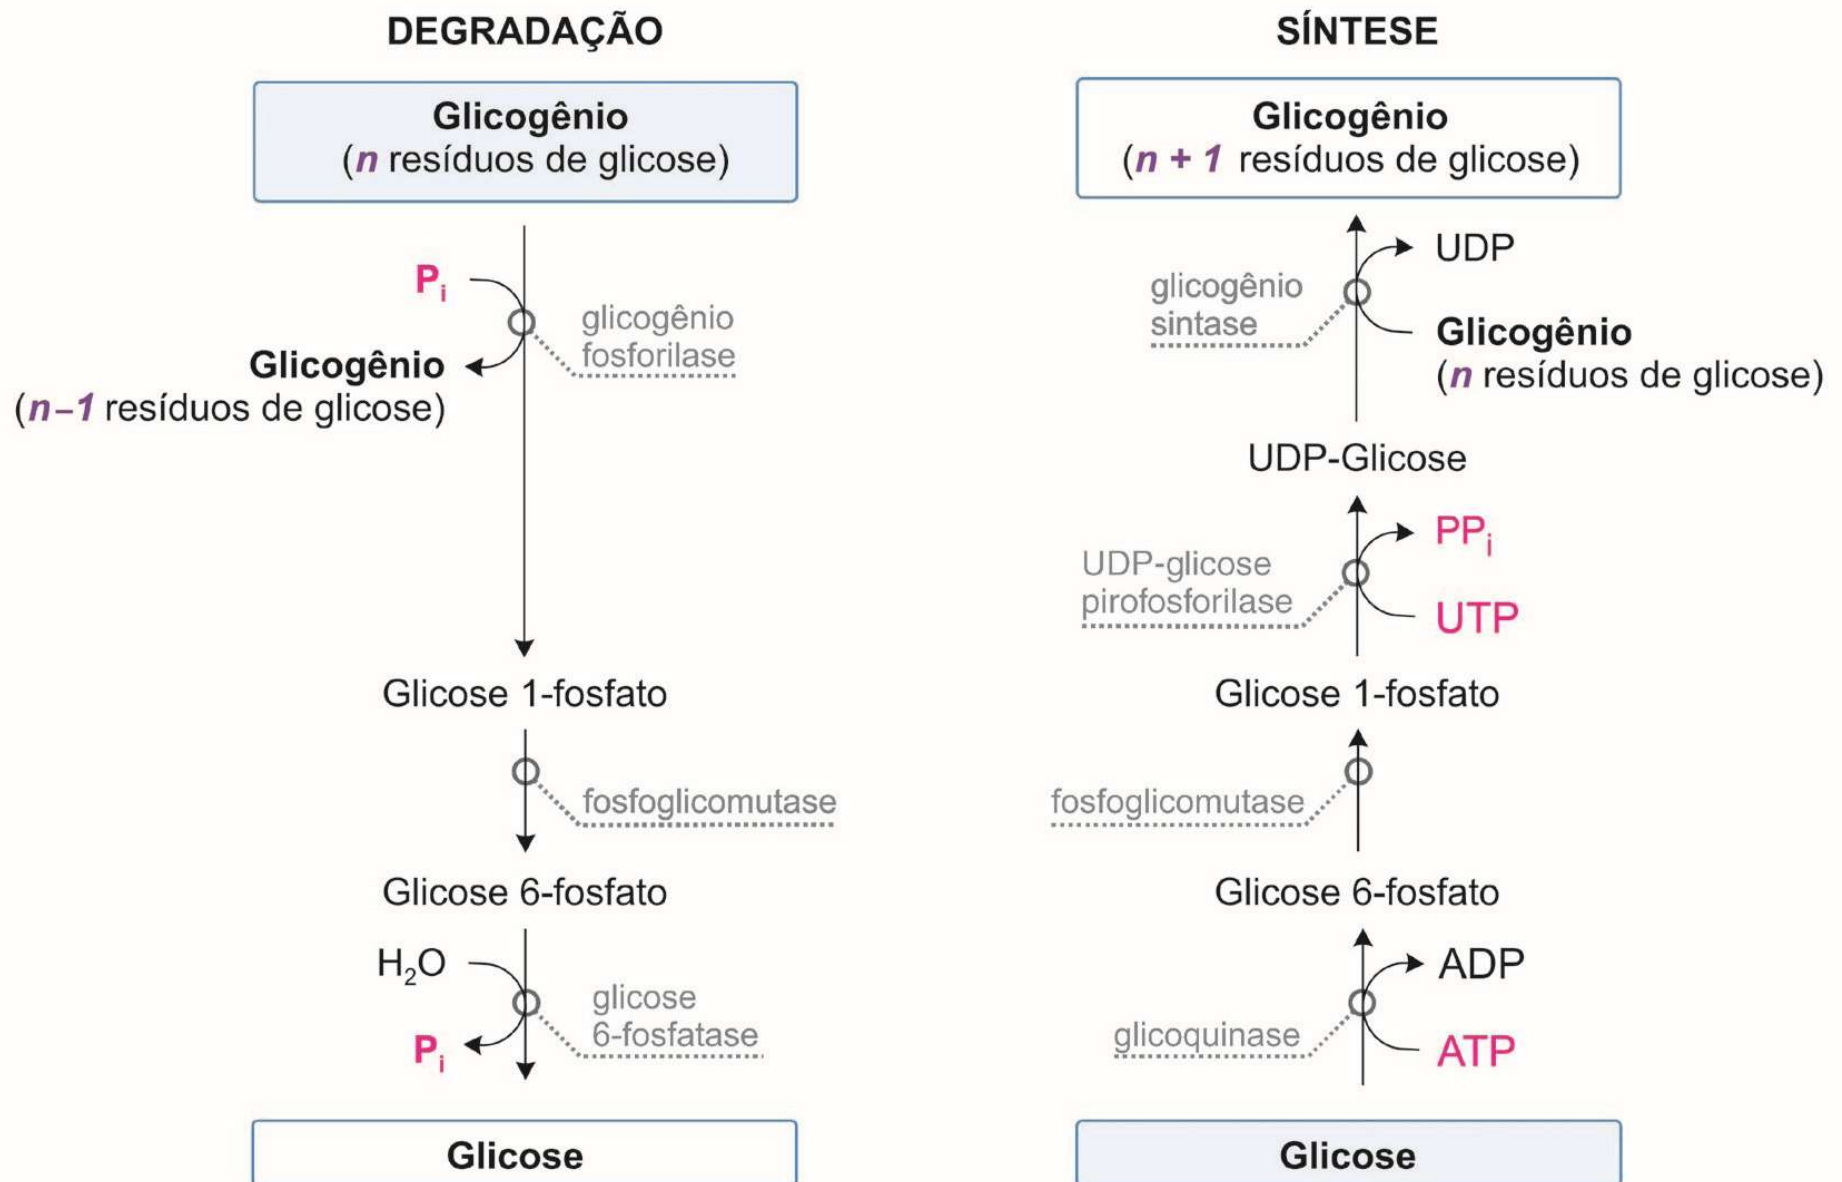 DEGRADAÇÃO
Glicogênio
(n resíduos de glicose)
Pi
glicogênio
fosforilase
Glicogênio
(n–1 resíduos de glicose)
Glicose 1-fosfato
fosfoglicomutase
Glicose 6-fosfato
H2O
glicose
6-fosfatase
Pi
Glicose
SÍNTESE
Glicogênio
(n + 1 resíduos de glicose)
UDP
glicogênio
sintase
Glicogênio
(n resíduos de glicose)
UDP-Glicose
PPi
UDP-glicose
pirofosforilase
UTP
Glicose 1-fosfato
fosfoglicomutase
Glicose 6-fosfato
ADP
glicoquinase
ATP
Glicose